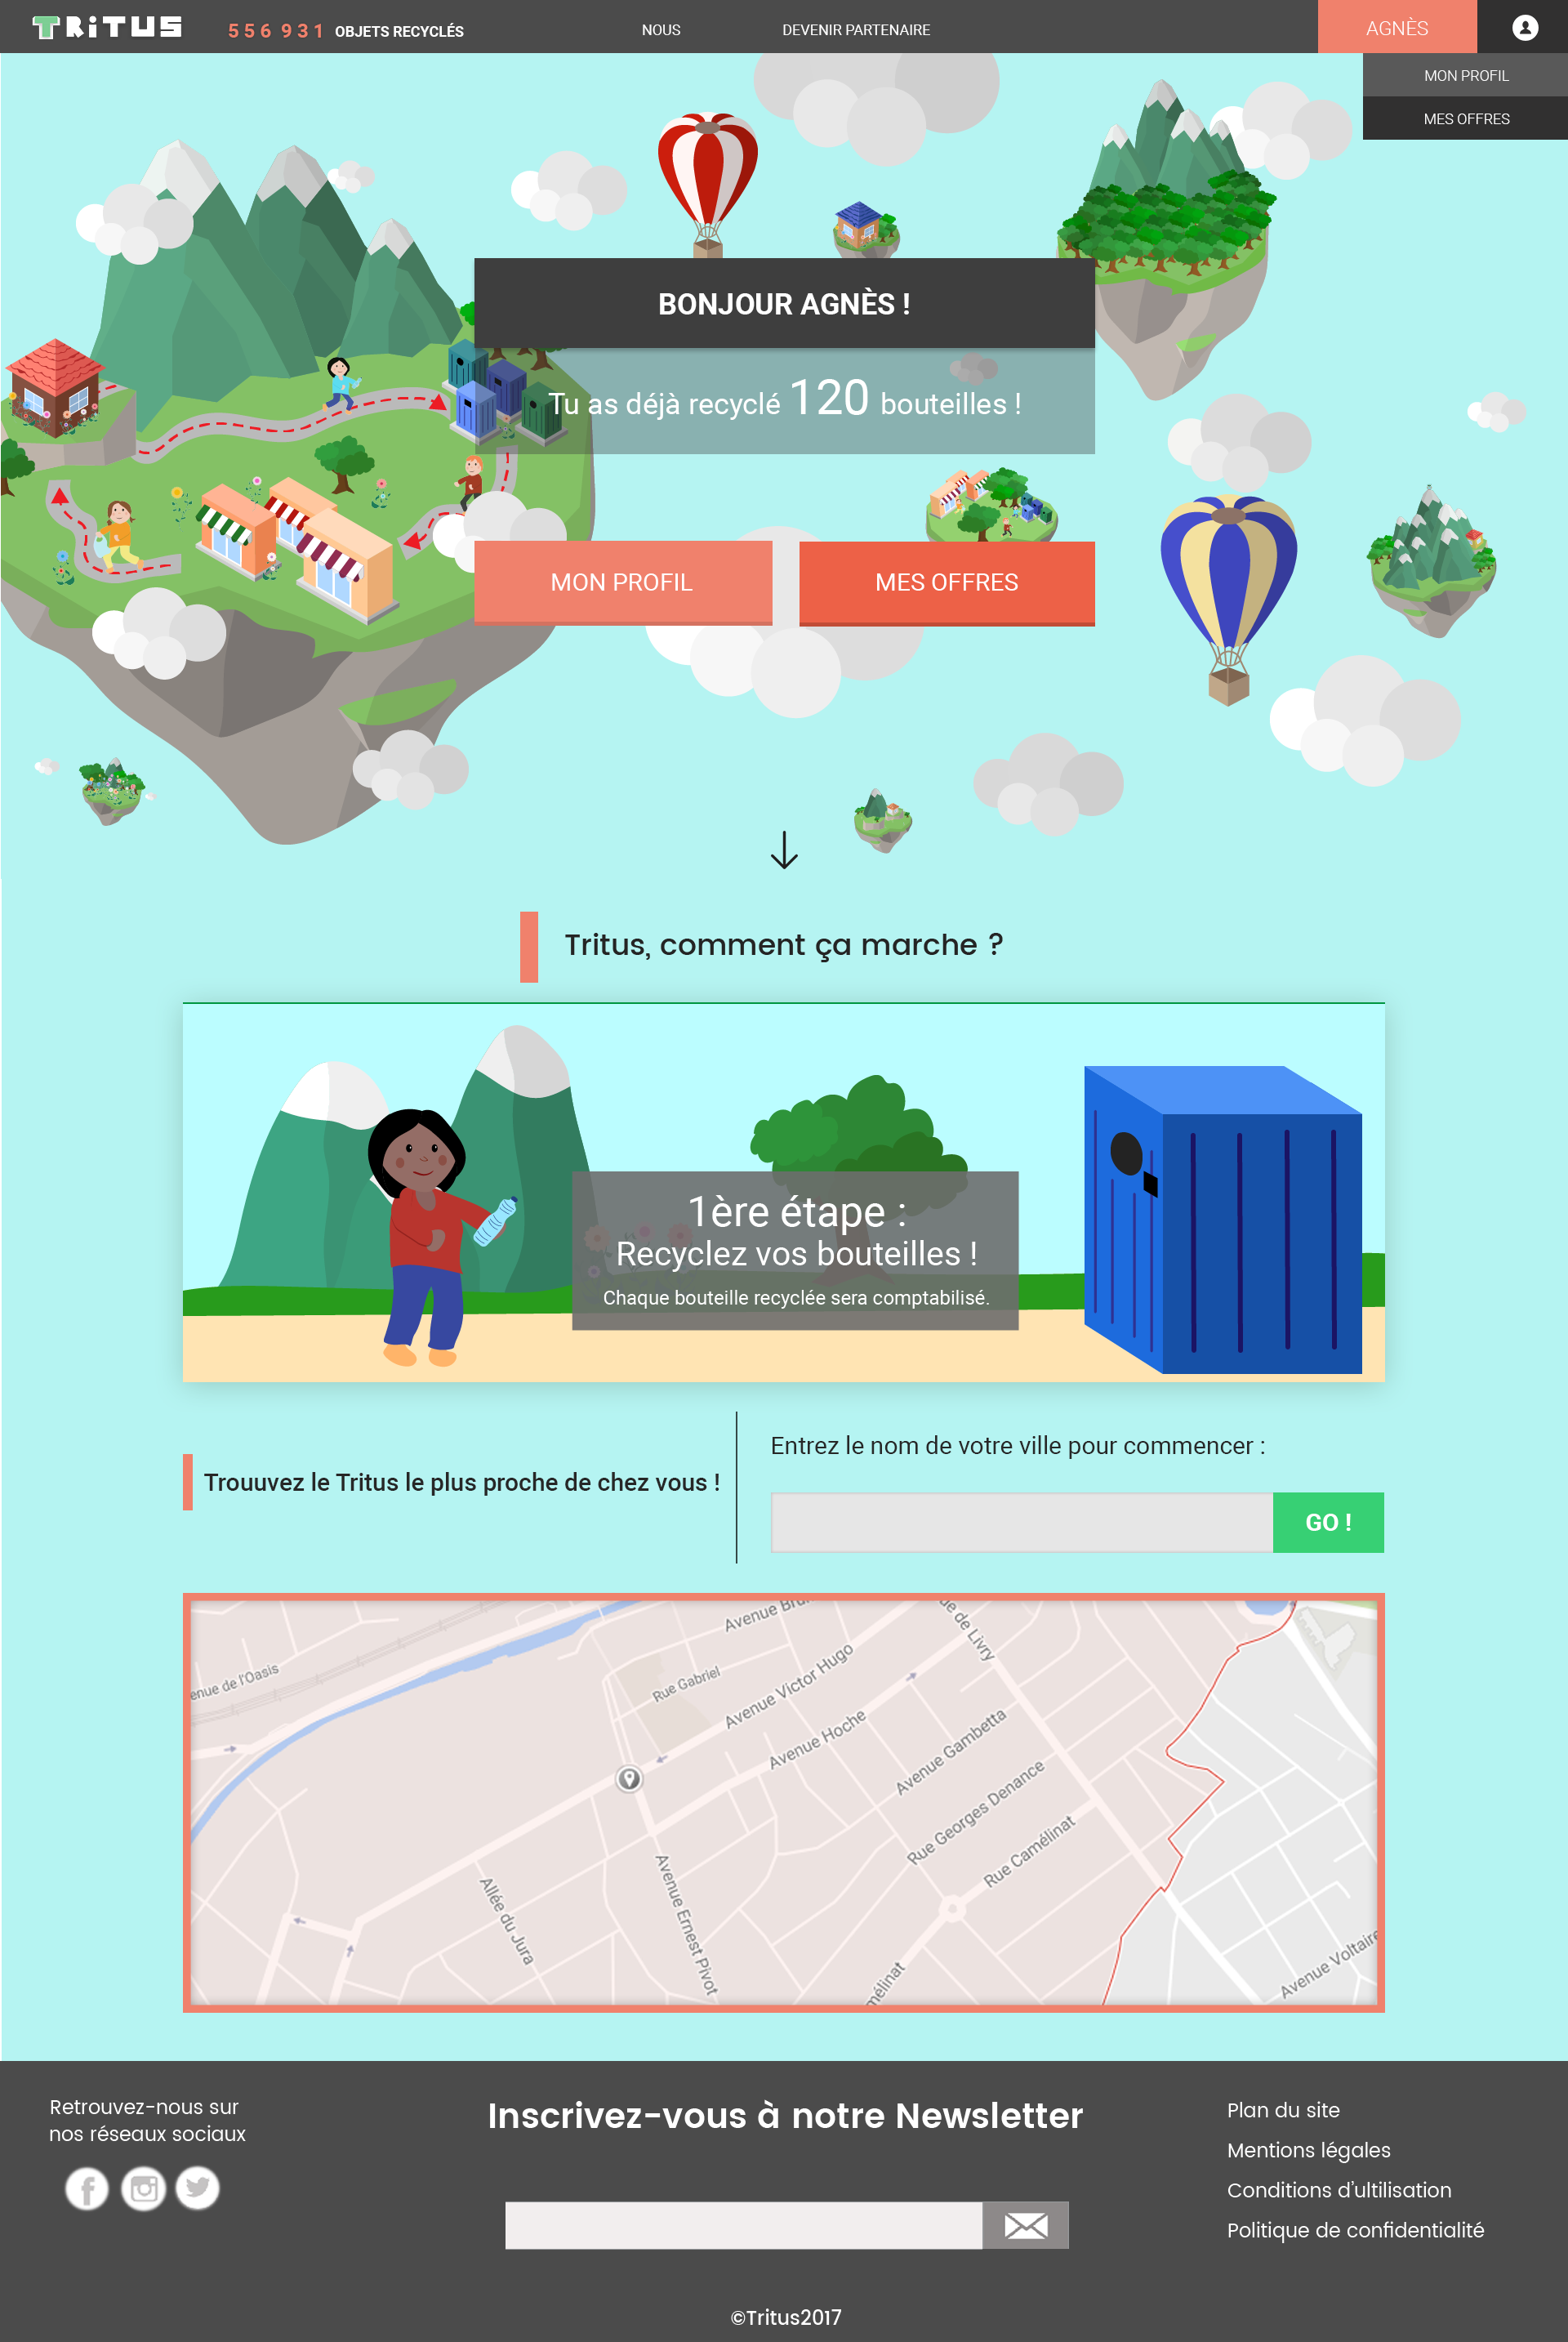 TRiTUS
556 931 OBJETS RECYCLÉS
NOUS
DEVENIR PARTENAIRE
AGNÈS
MON PROFIL
MES OFFRES
BONJOUR AGNÈS !
Tu as déjà recyclé 120 bouteilles !
MON PROFIL
MES OFFRES
Tritus, comment ça marche ?
1ère étape :
Recyclez vos bouteilles !
Chaque bouteille recyclée sera comptabilisé.
Trouuvez le Tritus le plus proche de chez vous !
Entrez le nom de votre ville pour commencer :
GO !
Avenue Bru
ue de Livry
enue de l'Oasis
Rue Gabriel
Avenue Victor Hugo
Avenue Hoche
Avenue Gambetta
Rue Georges Denance
Rue Camélinat
Allée du Jura
Avenue Ernest Pivot
mélinat
Avenue Voltaire
Retrouvez-nous sur
nos réseaux sociaux
Inscrivez-vous à notre Newsletter
Plan du site
Mentions légales
Conditions d'ultilisation
Politique de confidentialité
©Tritus2017